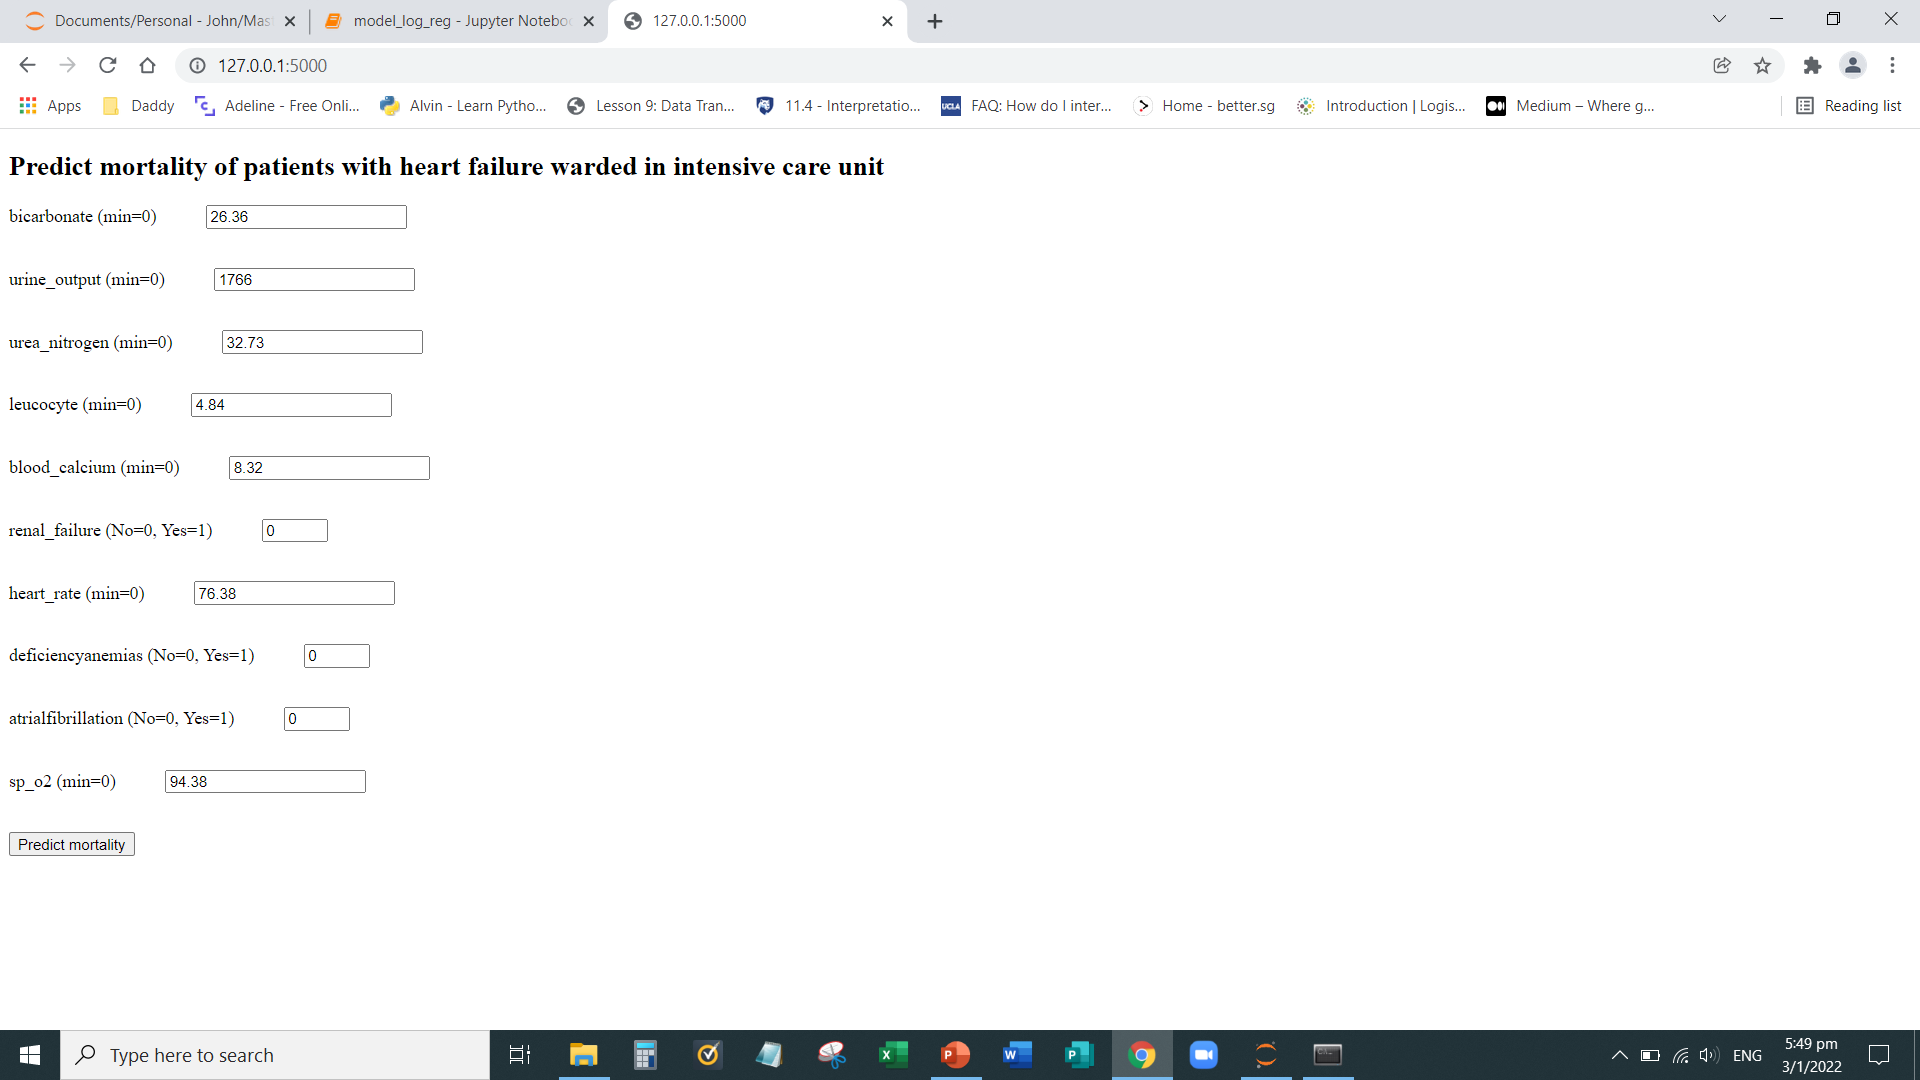 Documents/Personal - John/Mas
model_log_reg - Jupyter Noteboo
127.0.0.1:5000
127.0.0.1:5000
Apps
Daddy
Adeline - Free Onli...
Alvin - Learn Pytho...
Lesson 9: Data Tran...
11.4 - Interpretatio...
UCLA
FAQ: How do I inter...
Home - better.sg
Introduction | Logis...
Medium – Where g...
Reading list
Predict mortality of patients with heart failure warded in intensive care unit
bicarbonate (min=0) 26.36
urine_output (min=0) 1766
urea_nitrogen (min=0) 32.73
leucocyte (min=0) 4.84
blood_calcium (min=0) 8.32
renal_failure (No=0, Yes=1) 0
heart_rate (min=0) 76.38
deficiencyanemias (No=0, Yes=1) 0
atrialfibrillation (No=0, Yes=1) 0
sp_o2 (min=0) 94.38
Predict mortality
Type here to search
ENG
5:49 pm
3/1/2022